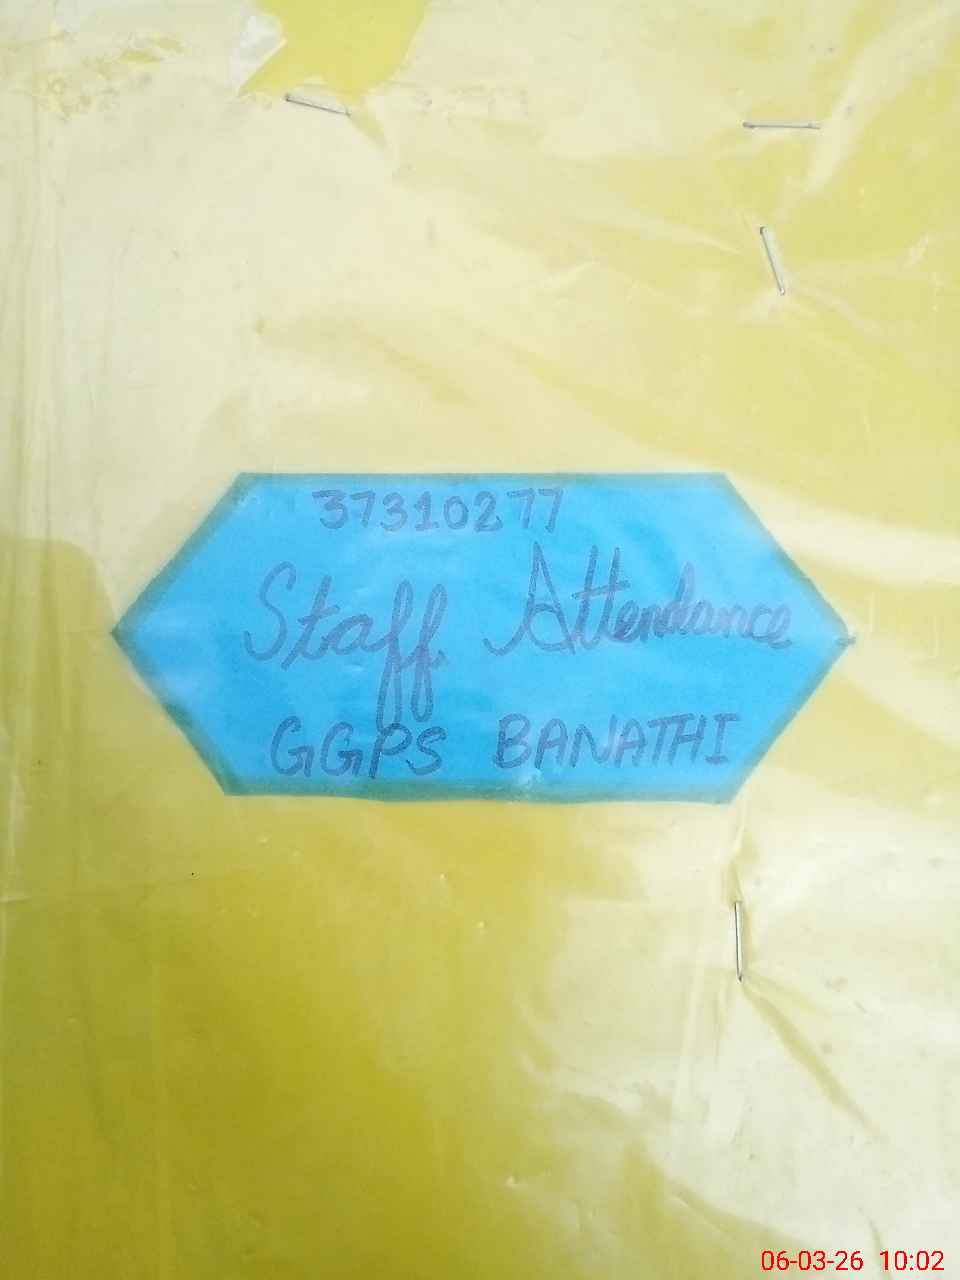 37310277
Staff Attendance
GGPS BANATHI
06-03-26 10:02